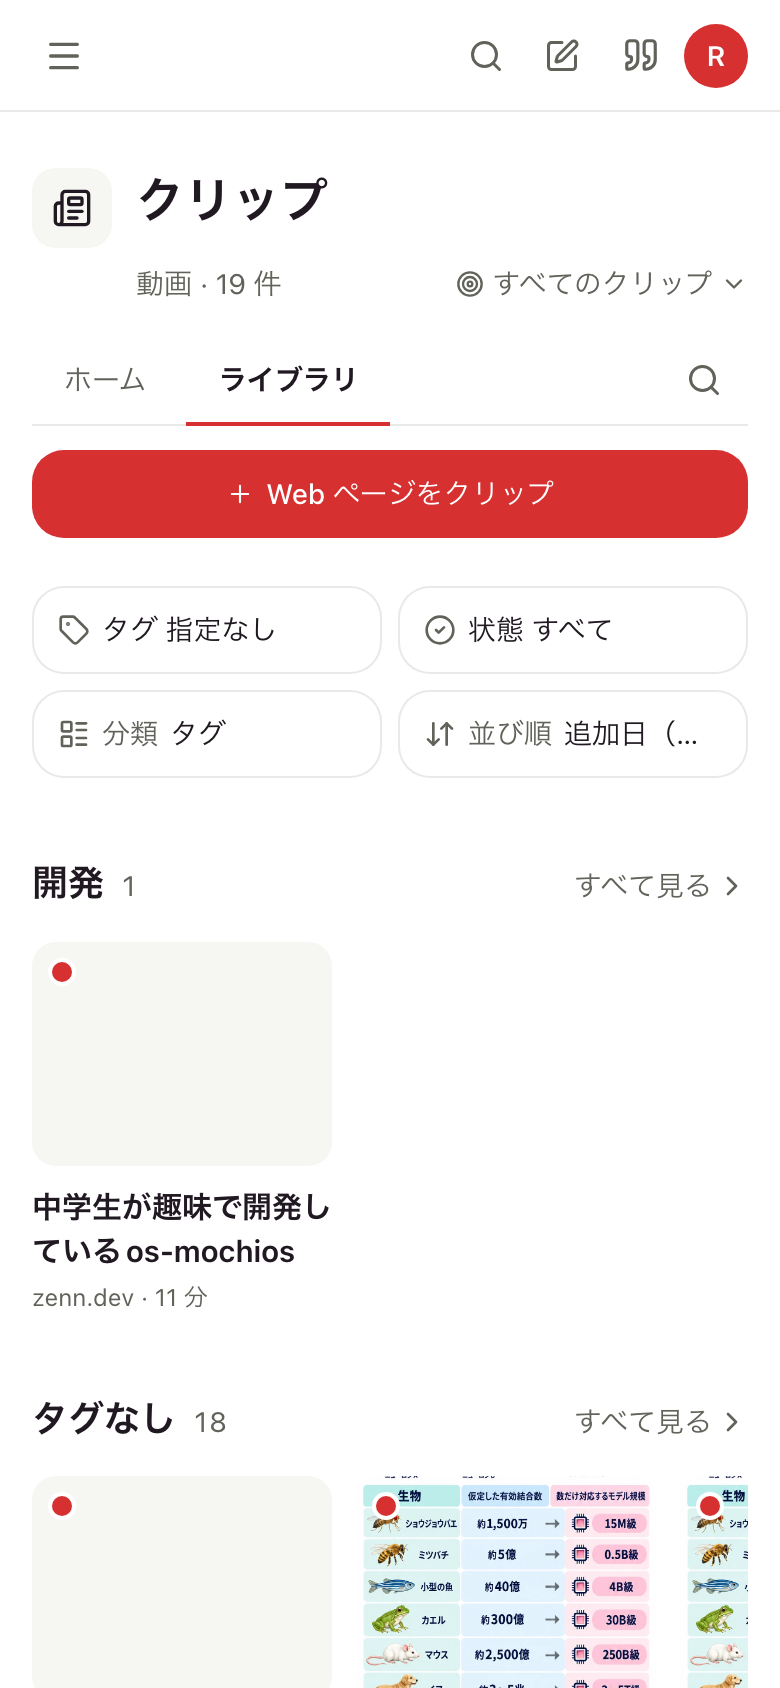 R
クリップ
動画 · 19 件
すべてのクリップ
ホーム
ライブラリ
+ Web ページをクリップ
タグ 指定なし
状態 すべて
分類 タグ
並び順 追加日（...
開発 1
すべて見る
中学生が趣味で開発し
ているos-mochios
zenn.dev · 11 分
タグなし 18
すべて見る
生物 仮定した有効結合数 数だけ対応するモデル規模
ショウジョウバエ 約1,500万 → 15M級
ミツバチ 約5億 → 0.5B級
小型の魚 約40億 → 4B級
カエル 約300億 → 30B級
マウス 約2,500億 → 250B級
生物